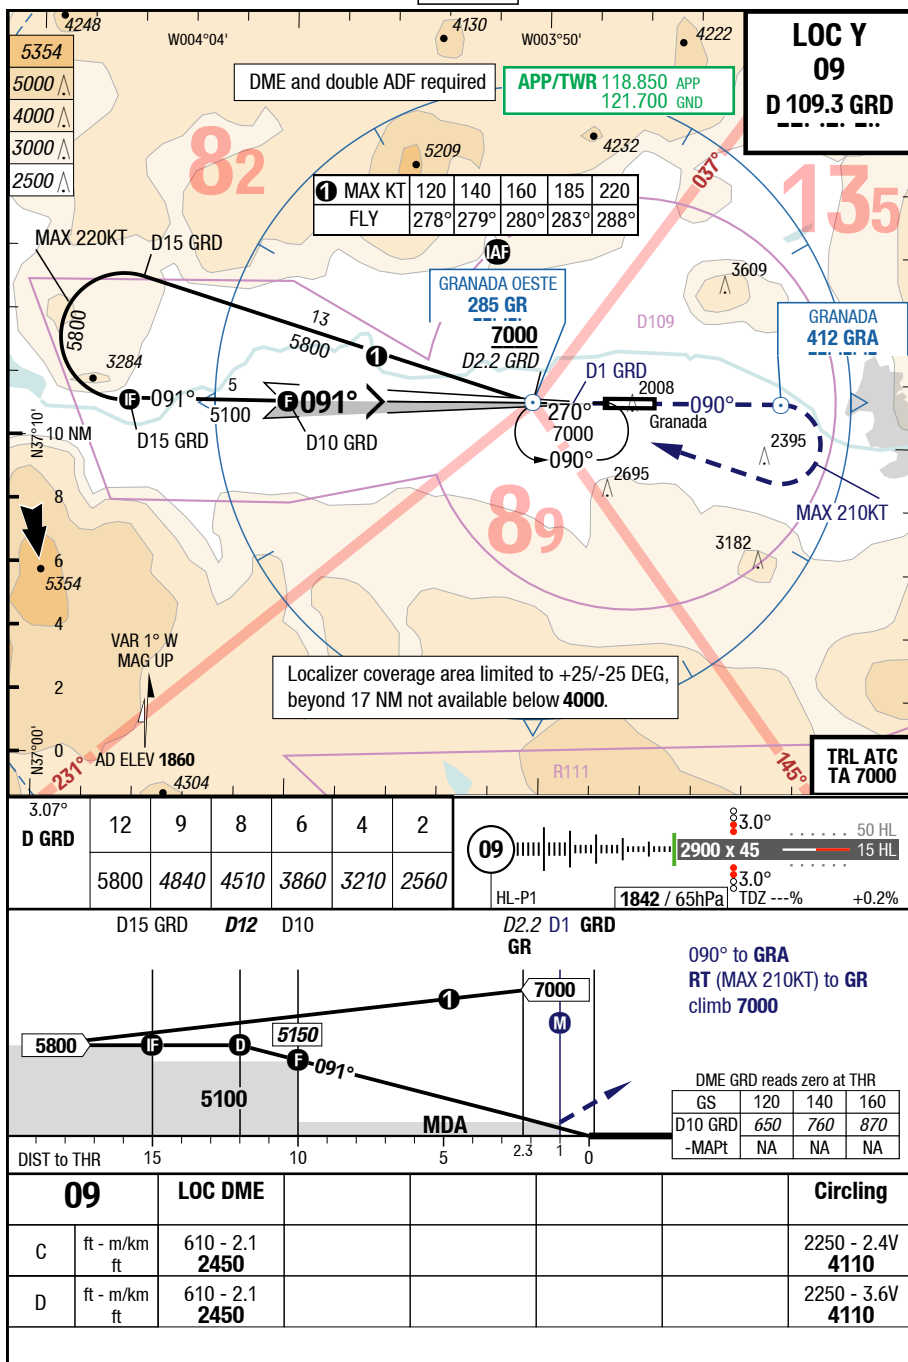 4248
4130
4222
W004°04'
W003°50'
LOC Y
09
D 109.3 GRD
5354
5000
4000
3000
2500
DME and double ADF required
APP/TWR 118.850 APP
121.700 GND
82
5209
4232
037°
135
1 MAX KT 120 140 160 185 220
FLY 278° 279° 280° 283° 288°
MAX 220KT
D15 GRD
IAF
GRANADA OESTE
285 GR
7000
D2.2 GRD
3609
D109
GRANADA
412 GRA
5800
13
5800
1
3284
IF
091°
5
5100
F
091°
D1 GRD
2008
270°
7000
090°
Granada
090°
D15 GRD
D10 GRD
N37°10'
10 NM
2395
2695
MAX 210KT
8
89
3182
6
5354
4
VAR 1° W
MAG UP
Localizer coverage area limited to +25/-25 DEG,
beyond 17 NM not available below 4000.
2
N37°00'
0
AD ELEV 1860
231°
4304
R111
145°
TRL ATC
TA 7000
3.07°
D GRD
12 9 8 6 4 2
5800 4840 4510 3860 3210 2560
09
3.0°
50 HL
2900 x 45
15 HL
3.0°
HL-P1
1842 / 65hPa
TDZ ---%
+0.2%
D15 GRD D12 D10 D2.2 D1 GRD
GR
090° to GRA
RT (MAX 210KT) to GR
climb 7000
7000
1
M
5800
IF
D
5150
F
091°
5100
MDA
DME GRD reads zero at THR
GS 120 140 160
D10 GRD 650 760 870
-MAPt NA NA NA
DIST to THR 15 10 5 2.3 1 0
09 LOC DME Circling
C ft - m/km 610 - 2.1 2250 - 2.4V
ft 2450 4110
D ft - m/km 610 - 2.1 2250 - 3.6V
ft 2450 4110